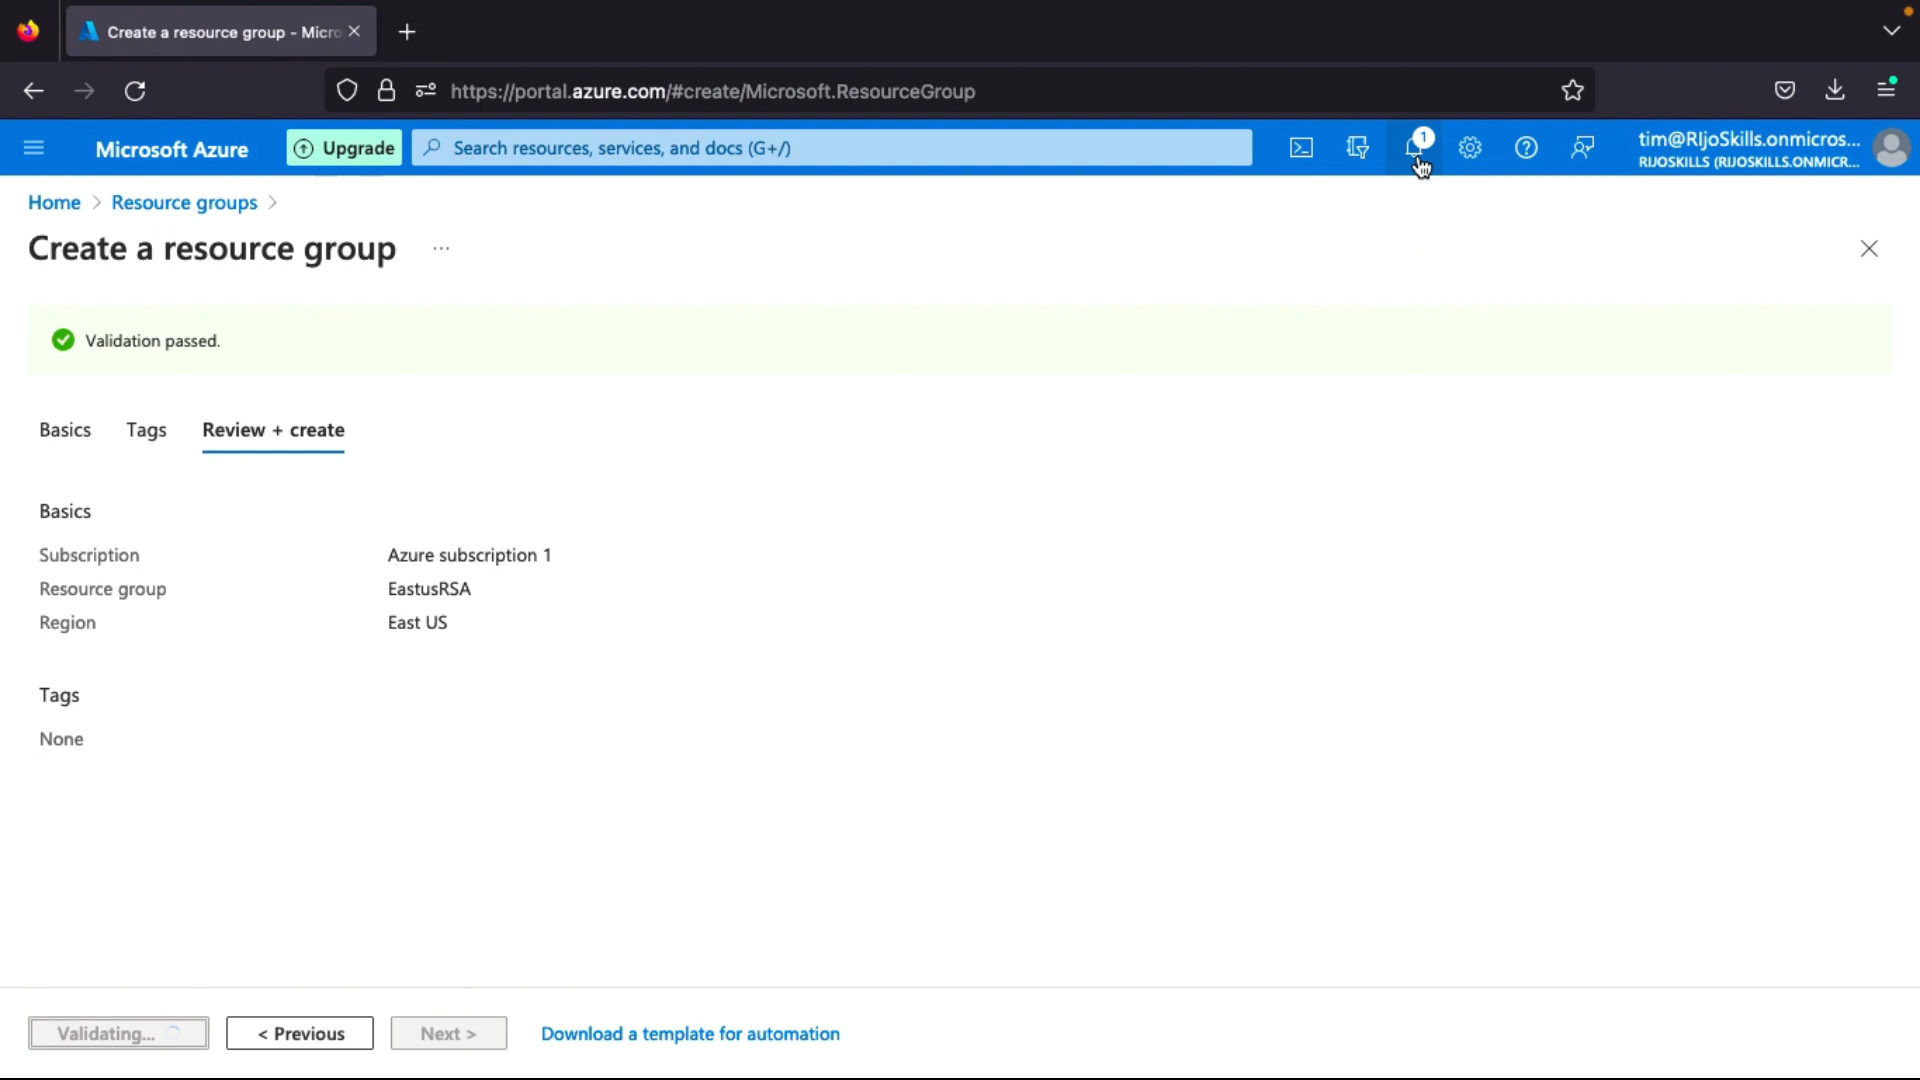 Create a resource group - Micro
https://portal.azure.com/#create/Microsoft.ResourceGroup
Microsoft Azure
Upgrade
Search resources, services, and docs (G+/)
1
tim@RIjoSkills.onmicros...
RIJOSKILLS (RIJOSKILLS.ONMICR...
Home > Resource groups >
Create a resource group ...
Validation passed.
Basics Tags Review + create
Basics
Subscription Azure subscription 1
Resource group EastusRSA
Region East US
Tags
None
Validating... < Previous Next > Download a template for automation